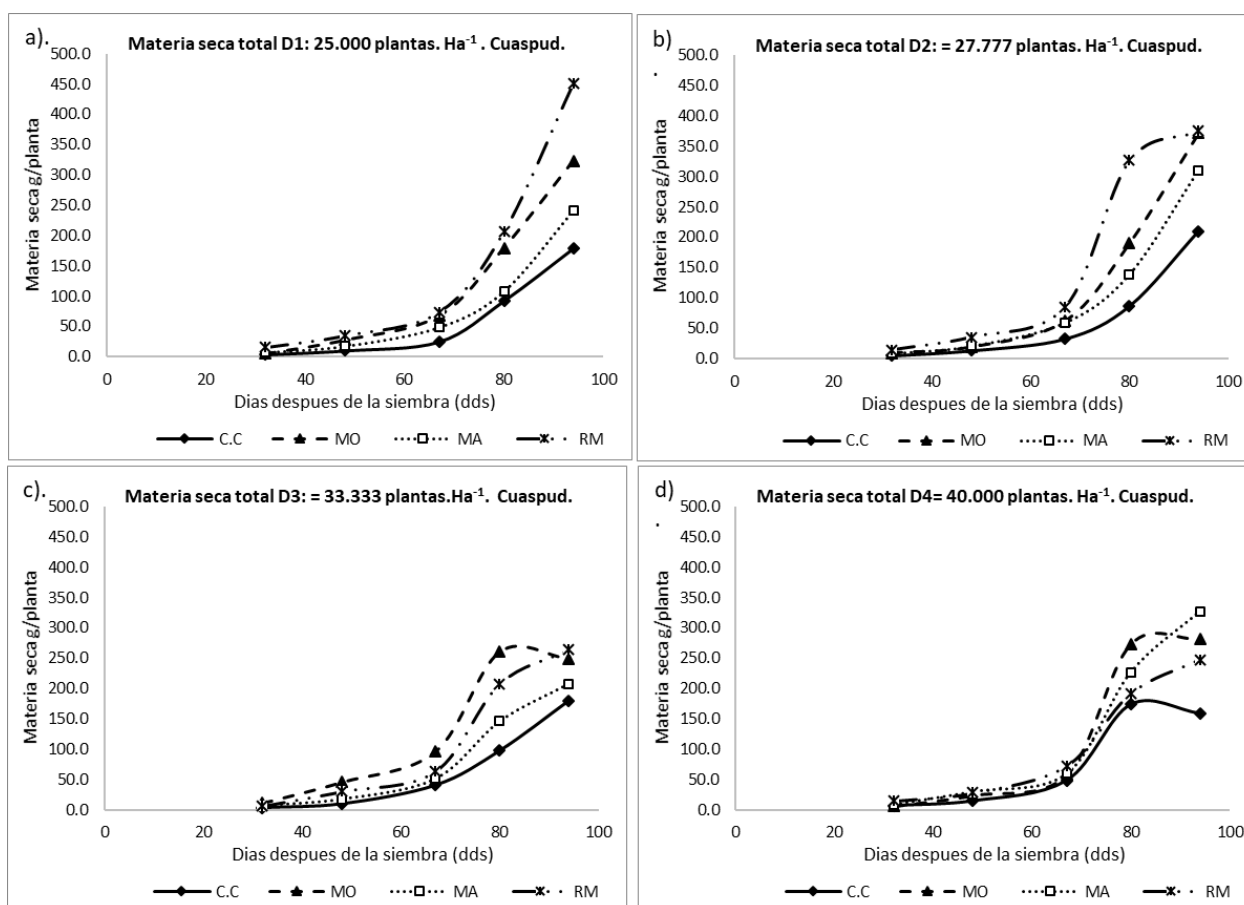 a).
Materia seca total D1: 25.000 plantas. Ha⁻¹ . Cuaspud.
Materia seca g/planta
500.0
450.0
400.0
350.0
300.0
250.0
200.0
150.0
100.0
50.0
0.0
0 20 40 60 80 100
Dias despues de la siembra (dds)
C.C MO MA RM
b).
Materia seca total D2: = 27.777 plantas. Ha⁻¹. Cuaspud.
.
Materia seca g/planta
500.0
450.0
400.0
350.0
300.0
250.0
200.0
150.0
100.0
50.0
0.0
0 20 40 60 80 100
Dias despues de la siembra (dds)
C.C MO MA RM
c).
Materia seca total D3: = 33.333 plantas.Ha⁻¹. Cuaspud.
Materia seca g/planta
500.0
450.0
400.0
350.0
300.0
250.0
200.0
150.0
100.0
50.0
0.0
0 20 40 60 80 100
Dias despues de la siembra (dds)
C.C MO MA RM
d).
Materia seca total D4= 40.000 plantas. Ha⁻¹. Cuaspud.
.
Materia seca g/planta
500.0
450.0
400.0
350.0
300.0
250.0
200.0
150.0
100.0
50.0
0.0
0 20 40 60 80 100
Dias despues de la siembra (dds)
C.C MO MA RM